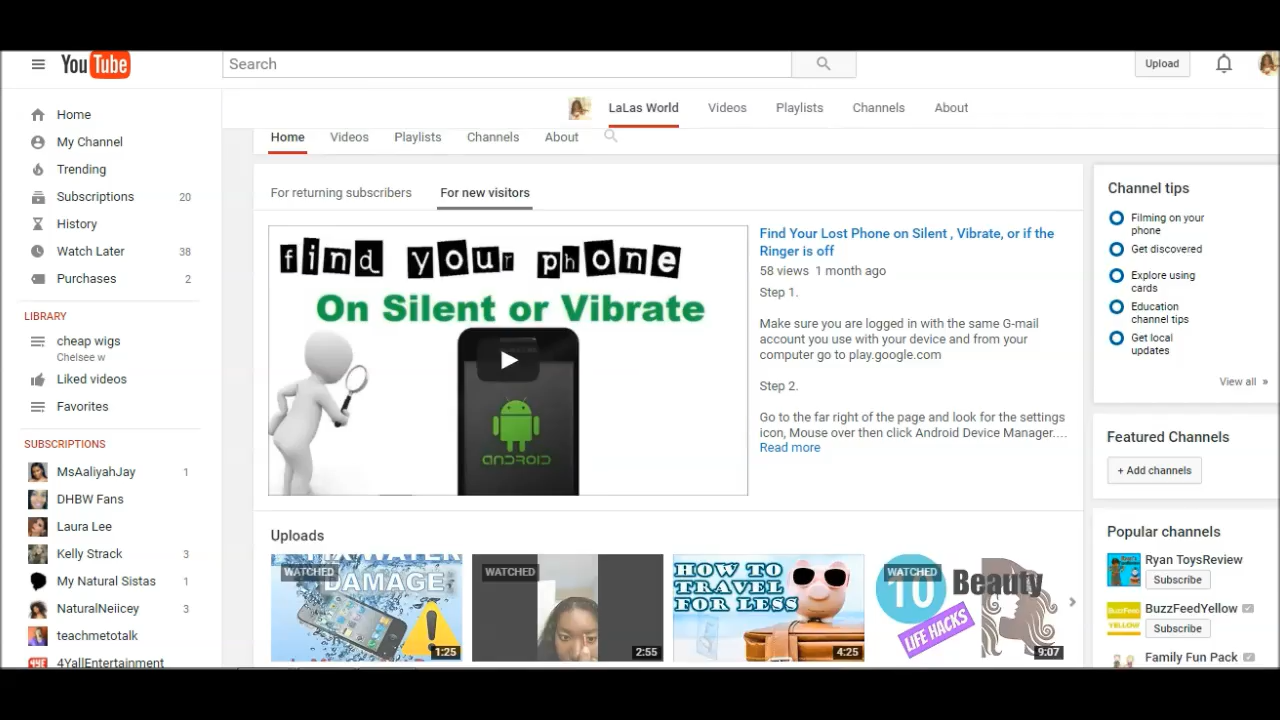 YouTube
Search
Upload
LaLas World Videos Playlists Channels About
Home Videos Playlists Channels About
Home
My Channel
Trending
Subscriptions 20
History
Watch Later 38
Purchases 2
LIBRARY
cheap wigs
Chelsee w
Liked videos
Favorites
SUBSCRIPTIONS
MsAaliyahJay 1
DHBW Fans
Laura Lee
Kelly Strack 3
My Natural Sistas 1
NaturalNeiicey 3
teachmetotalk
4YallEntertainment
For returning subscribers For new visitors
find your phone
On Silent or Vibrate
ANDROID
Find Your Lost Phone on Silent , Vibrate, or if the
Ringer is off
58 views 1 month ago
Step 1.
Make sure you are logged in with the same G-mail
account you use with your device and from your
computer go to play.google.com
Step 2.
Go to the far right of the page and look for the settings
icon, Mouse over then click Android Device Manager....
Read more
Uploads
WATCHED
DAMAGE
1:25
WATCHED
2:55
HOW TO
TRAVEL
FOR LESS
4:25
WATCHED
10 Beauty
LIFE HACKS
9:07
Channel tips
Filming on your
phone
Get discovered
Explore using
cards
Education
channel tips
Get local
updates
View all »
Featured Channels
+ Add channels
Popular channels
Ryan ToysReview
Subscribe
BuzzFeedYellow
BuzzFeed
YELLOW
Subscribe
Family Fun Pack